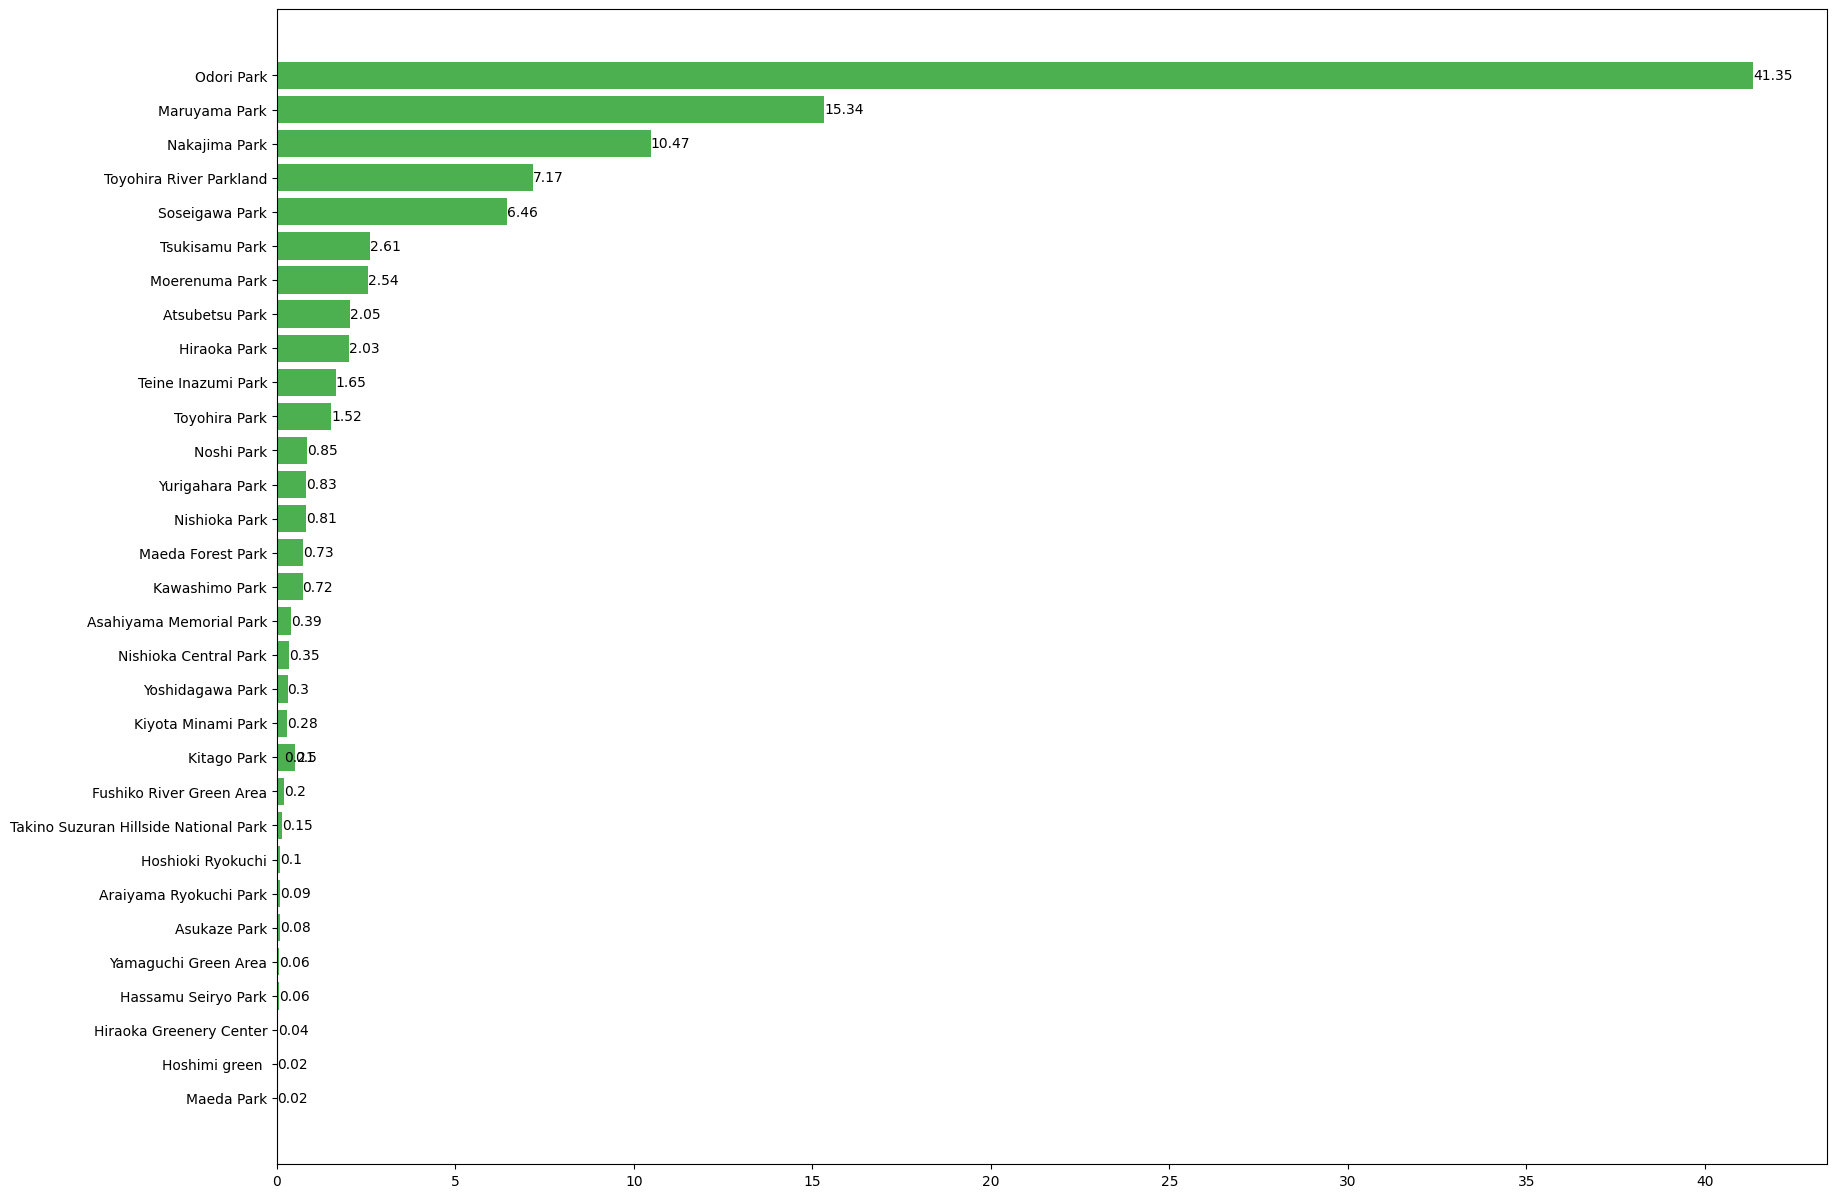 Odori Park 41.35
Maruyama Park 15.34
Nakajima Park 10.47
Toyohira River Parkland 7.17
Soseigawa Park 6.46
Tsukisamu Park 2.61
Moerenuma Park 2.54
Atsubetsu Park 2.05
Hiraoka Park 2.03
Teine Inazumi Park 1.65
Toyohira Park 1.52
Noshi Park 0.85
Yurigahara Park 0.83
Nishioka Park 0.81
Maeda Forest Park 0.73
Kawashimo Park 0.72
Asahiyama Memorial Park 0.39
Nishioka Central Park 0.35
Yoshidagawa Park 0.3
Kiyota Minami Park 0.28
Kitago Park
Fushiko River Green Area 0.2
Takino Suzuran Hillside National Park 0.15
Hoshioki Ryokuchi 0.1
Araiyama Ryokuchi Park 0.09
Asukaze Park 0.08
Yamaguchi Green Area 0.06
Hassamu Seiryo Park 0.06
Hiraoka Greenery Center 0.04
Hoshimi green 0.02
Maeda Park 0.02
0 5 10 15 20 25 30 35 40